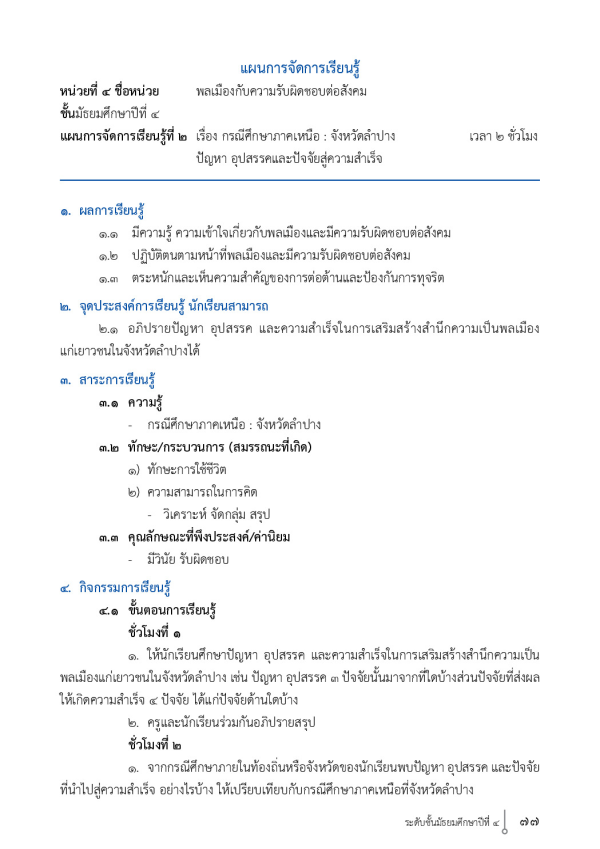 แผนการจัดการเรียนรู้
หน่วยที่ ๔ ชื่อหน่วย พลเมืองกับความรับผิดชอบต่อสังคม
ชั้นมัธยมศึกษาปีที่ ๔
แผนการจัดการเรียนรู้ที่ ๒ เรื่อง กรณีศึกษาภาคเหนือ : จังหวัดลำปาง เวลา ๒ ชั่วโมง
ปัญหา อุปสรรคและปัจจัยสู่ความสำเร็จ
๑. ผลการเรียนรู้
๑.๑ มีความรู้ ความเข้าใจเกี่ยวกับพลเมืองและมีความรับผิดชอบต่อสังคม
๑.๒ ปฏิบัติตนตามหน้าที่พลเมืองและมีความรับผิดชอบต่อสังคม
๑.๓ ตระหนักและเห็นความสำคัญของการต่อต้านและป้องกันการทุจริต
๒. จุดประสงค์การเรียนรู้ นักเรียนสามารถ
๒.๑ อภิปรายปัญหา อุปสรรค และความสำเร็จในการเสริมสร้างสำนึกความเป็นพลเมือง
แก่เยาวชนในจังหวัดลำปางได้
๓. สาระการเรียนรู้
๓.๑ ความรู้
- กรณีศึกษาภาคเหนือ : จังหวัดลำปาง
๓.๒ ทักษะ/กระบวนการ (สมรรถนะที่เกิด)
๑) ทักษะการใช้ชีวิต
๒) ความสามารถในการคิด
- วิเคราะห์ จัดกลุ่ม สรุป
๓.๓ คุณลักษณะที่พึงประสงค์/ค่านิยม
- มีวินัย รับผิดชอบ
๔. กิจกรรมการเรียนรู้
๔.๑ ขั้นตอนการเรียนรู้
ชั่วโมงที่ ๑
๑. ให้นักเรียนศึกษาปัญหา อุปสรรค และความสำเร็จในการเสริมสร้างสำนึกความเป็น
พลเมืองแก่เยาวชนในจังหวัดลำปาง เช่น ปัญหา อุปสรรค ๓ ปัจจัยนั้นมาจากที่ใดบ้างส่วนปัจจัยที่ส่งผล
ให้เกิดความสำเร็จ ๔ ปัจจัย ได้แก่ปัจจัยด้านใดบ้าง
๒. ครูและนักเรียนร่วมกันอภิปรายสรุป
ชั่วโมงที่ ๒
๑. จากกรณีศึกษาภายในท้องถิ่นหรือจังหวัดของนักเรียนพบปัญหา อุปสรรค และปัจจัย
ที่นำไปสู่ความสำเร็จ อย่างไรบ้าง ให้เปรียบเทียบกับกรณีศึกษาภาคเหนือที่จังหวัดลำปาง
ระดับชั้นมัธยมศึกษาปีที่ ๔ ๗๗